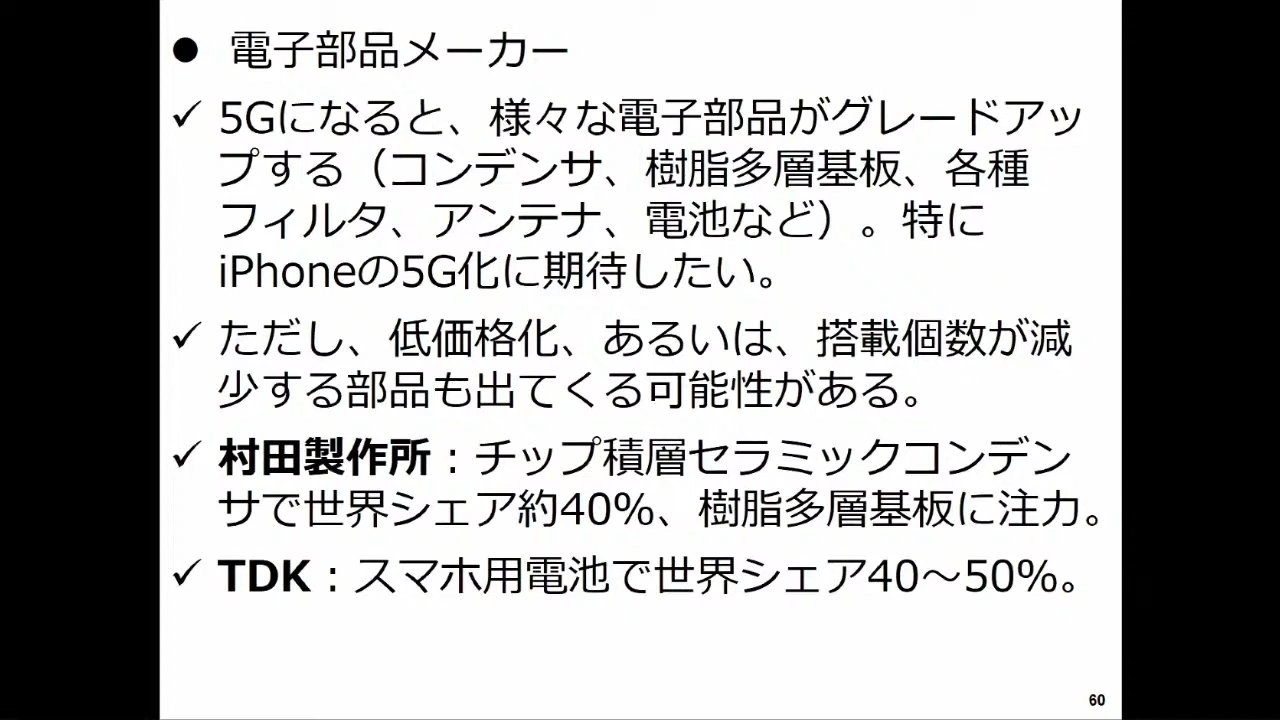 ● 電子部品メーカー
✓ 5Gになると、様々な電子部品がグレードアッ
プする（コンデンサ、樹脂多層基板、各種
フィルタ、アンテナ、電池など）。特に
iPhoneの5G化に期待したい。
✓ ただし、低価格化、あるいは、搭載個数が減
少する部品も出てくる可能性がある。
✓ 村田製作所：チップ積層セラミックコンデン
サで世界シェア約40%、樹脂多層基板に注力。
✓ TDK：スマホ用電池で世界シェア40～50%。
60